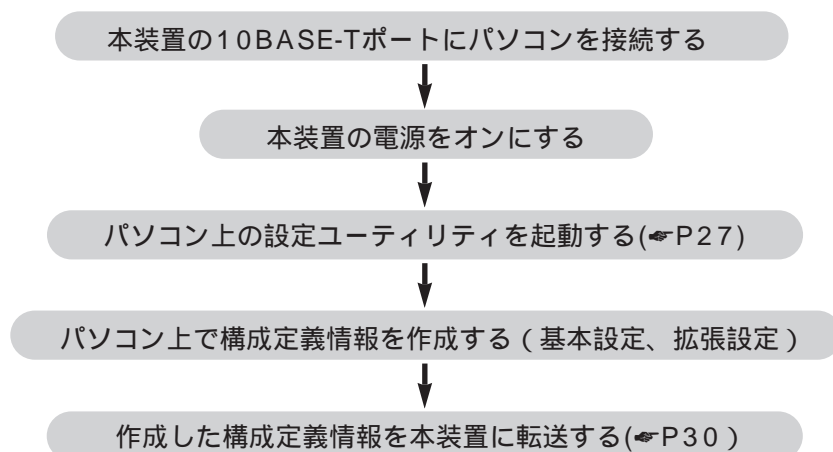 本装置の10BASE-Tポートにパソコンを接続する
本装置の電源をオンにする
パソコン上の設定ユーティリティを起動する(☛P27)
パソコン上で構成定義情報を作成する（基本設定、拡張設定）
作成した構成定義情報を本装置に転送する(☛P30）